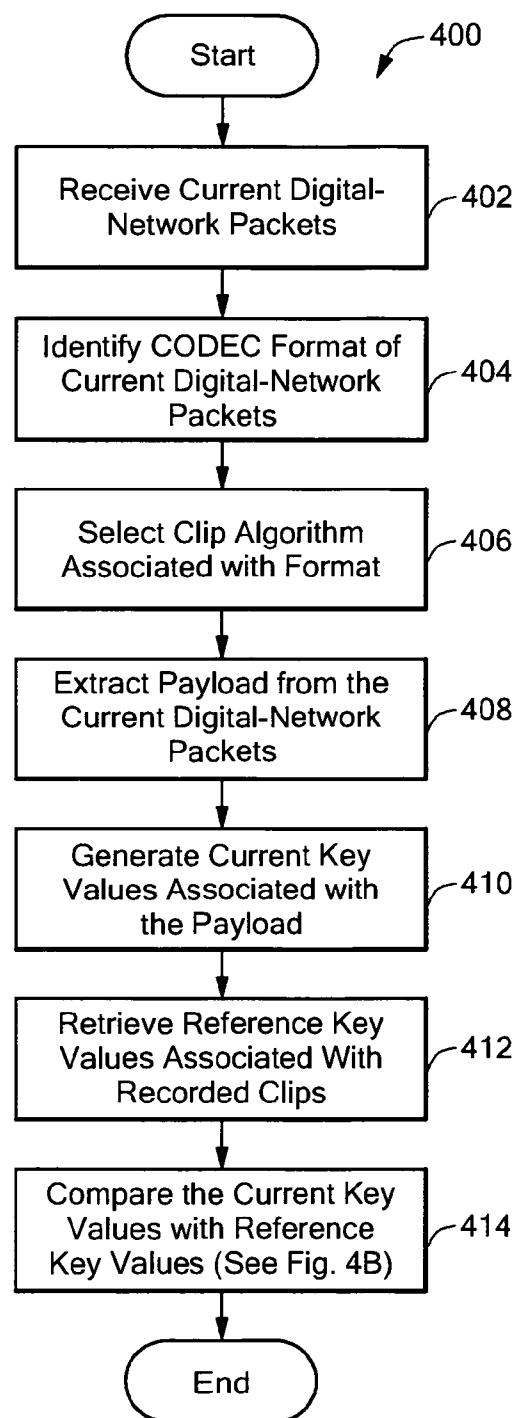 Start
400
Receive Current Digital-
Network Packets
402
Identify CODEC Format of
Current Digital-Network
Packets
404
Select Clip Algorithm
Associated with Format
406
Extract Payload from the
Current Digital-Network
Packets
408
Generate Current Key
Values Associated with
the Payload
410
Retrieve Reference Key
Values Associated With
Recorded Clips
412
Compare the Current Key
Values with Reference
Key Values (See Fig. 4B)
414
End